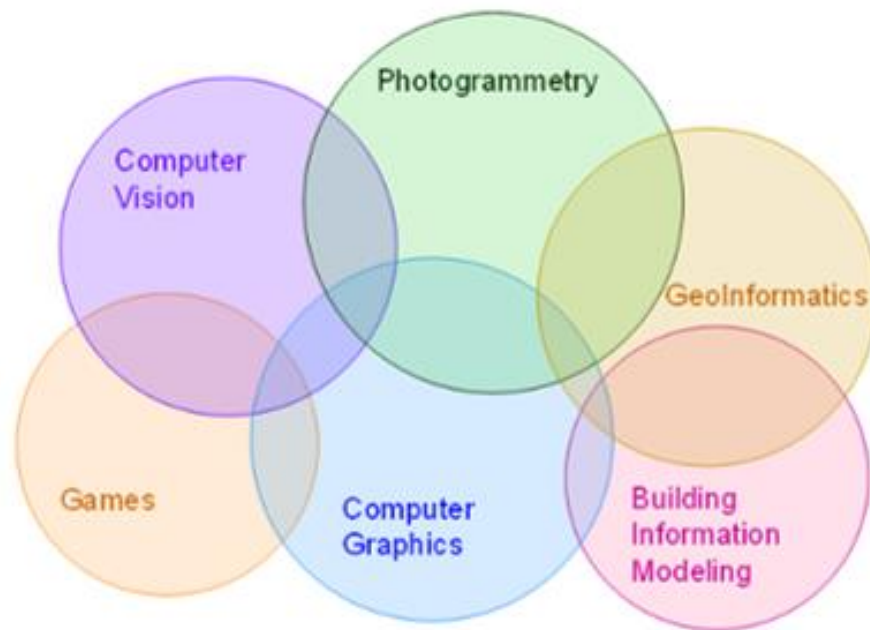 Photogrammetry
Computer
Vision
GeoInformatics
Games
Computer
Graphics
Building
Information
Modeling